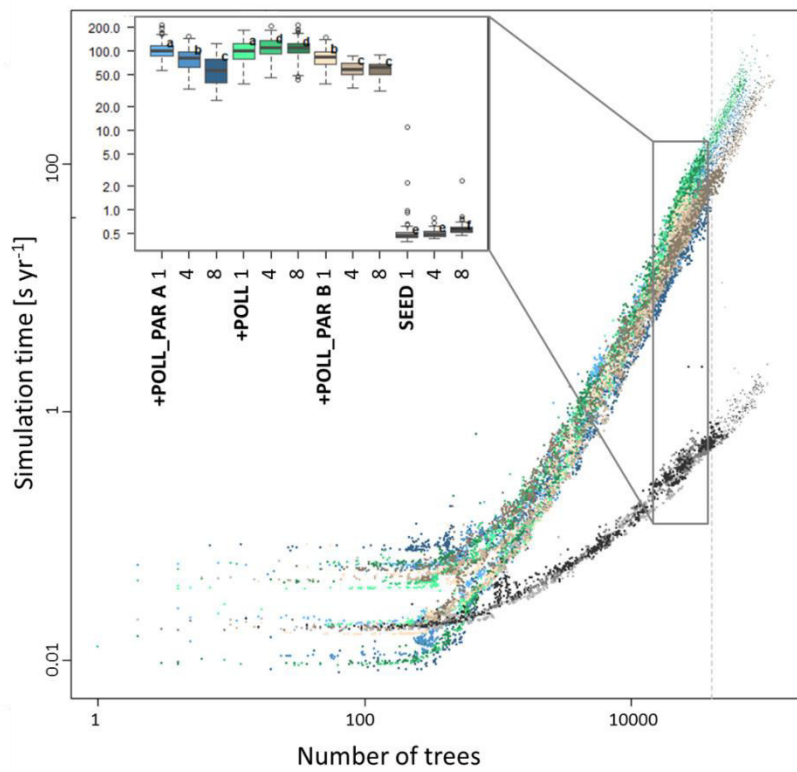 200.0
100.0
50.0
20.0
10.0
5.0
2.0
1.0
0.5
a
b
c
a
d
d
b
c
c
e
e
f
1
4
8
1
4
8
1
4
8
1
4
8
+POLL_PAR A
+POLL
+POLL_PAR B
SEED
Simulation time [s yr⁻¹]
100
1
0.01
1
100
10000
Number of trees